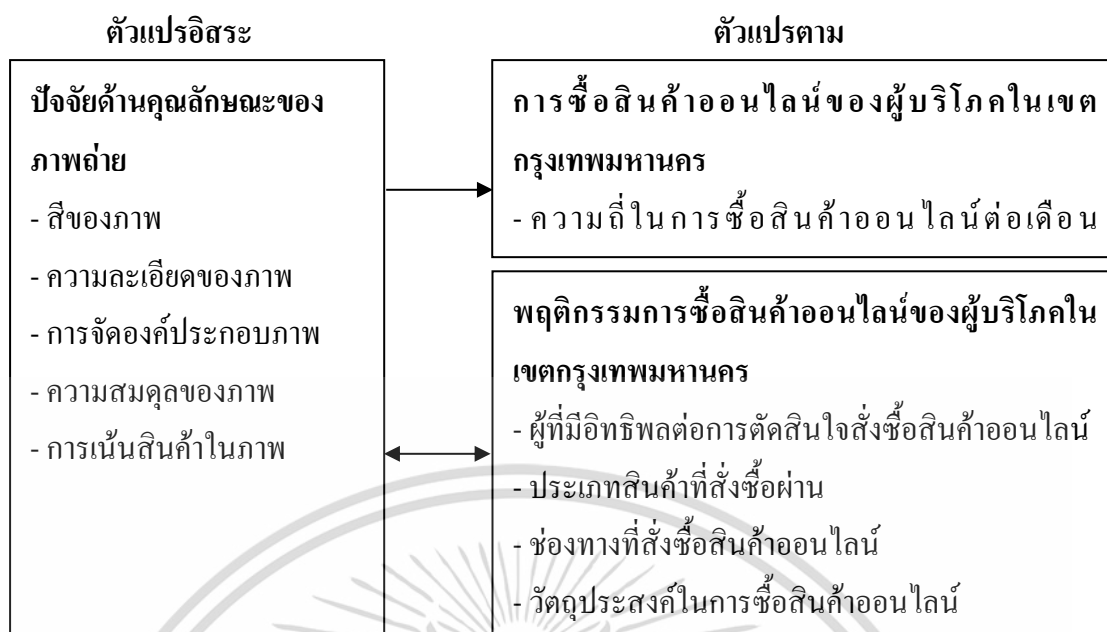 ตัวแปรอิสระ
ปัจจัยด้านคุณลักษณะของ
ภาพถ่าย
- สีของภาพ
- ความละเอียดของภาพ
- การจัดองค์ประกอบภาพ
- ความสมดุลของภาพ
- การเน้นสินค้าในภาพ
ตัวแปรตาม
การซื้อสินค้าออนไลน์ของผู้บริโภคในเขต
กรุงเทพมหานคร
- ความถี่ในการซื้อสินค้าออนไลน์ต่อเดือน
พฤติกรรมการซื้อสินค้าออนไลน์ของผู้บริโภคใน
เขตกรุงเทพมหานคร
- ผู้ที่มีอิทธิพลต่อการตัดสินใจสั่งซื้อสินค้าออนไลน์
- ประเภทสินค้าที่สั่งซื้อผ่าน
- ช่องทางที่สั่งซื้อสินค้าออนไลน์
- วัตถุประสงค์ในการซื้อสินค้าออนไลน์